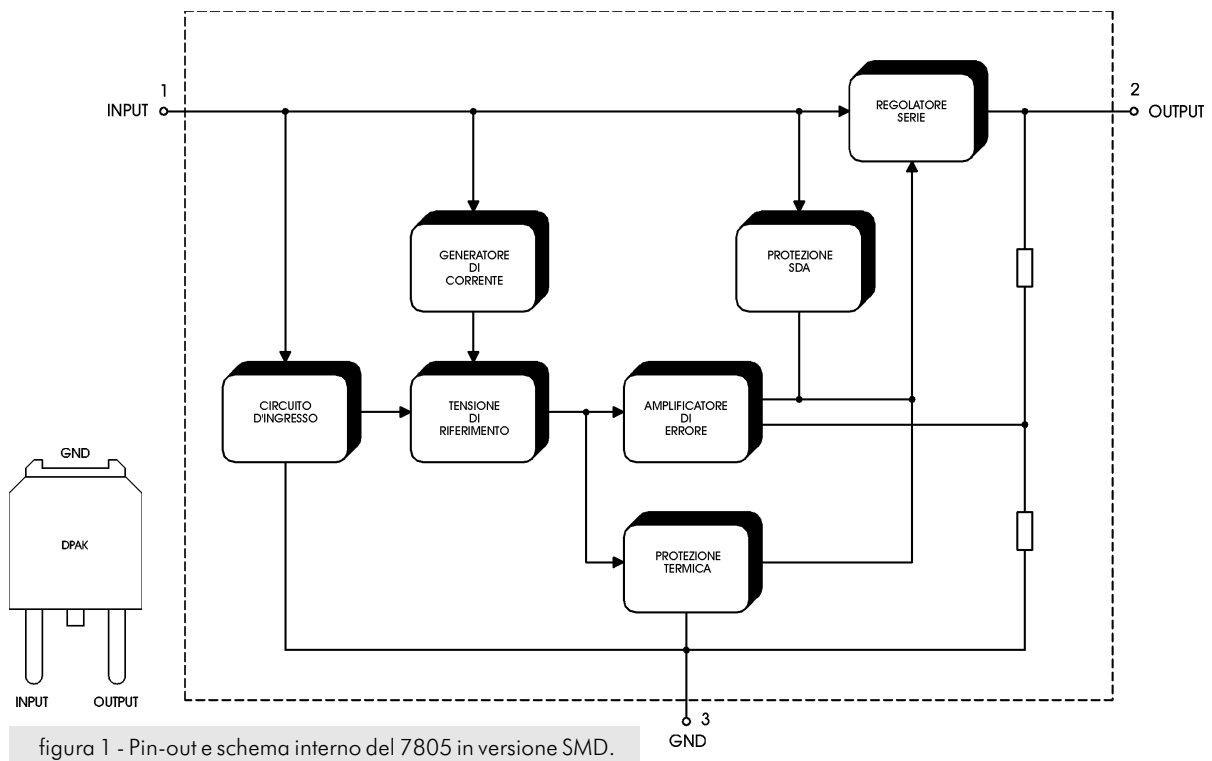 1
INPUT
REGOLATORE
SERIE
2
OUTPUT
GENERATORE
DI
CORRENTE
PROTEZIONE
SDA
CIRCUITO
D'INGRESSO
TENSIONE
DI
RIFERIMENTO
AMPLIFICATORE
DI
ERRORE
GND
DPAK
PROTEZIONE
TERMICA
INPUT
OUTPUT
3
GND
figura 1 - Pin-out e schema interno del 7805 in versione SMD.